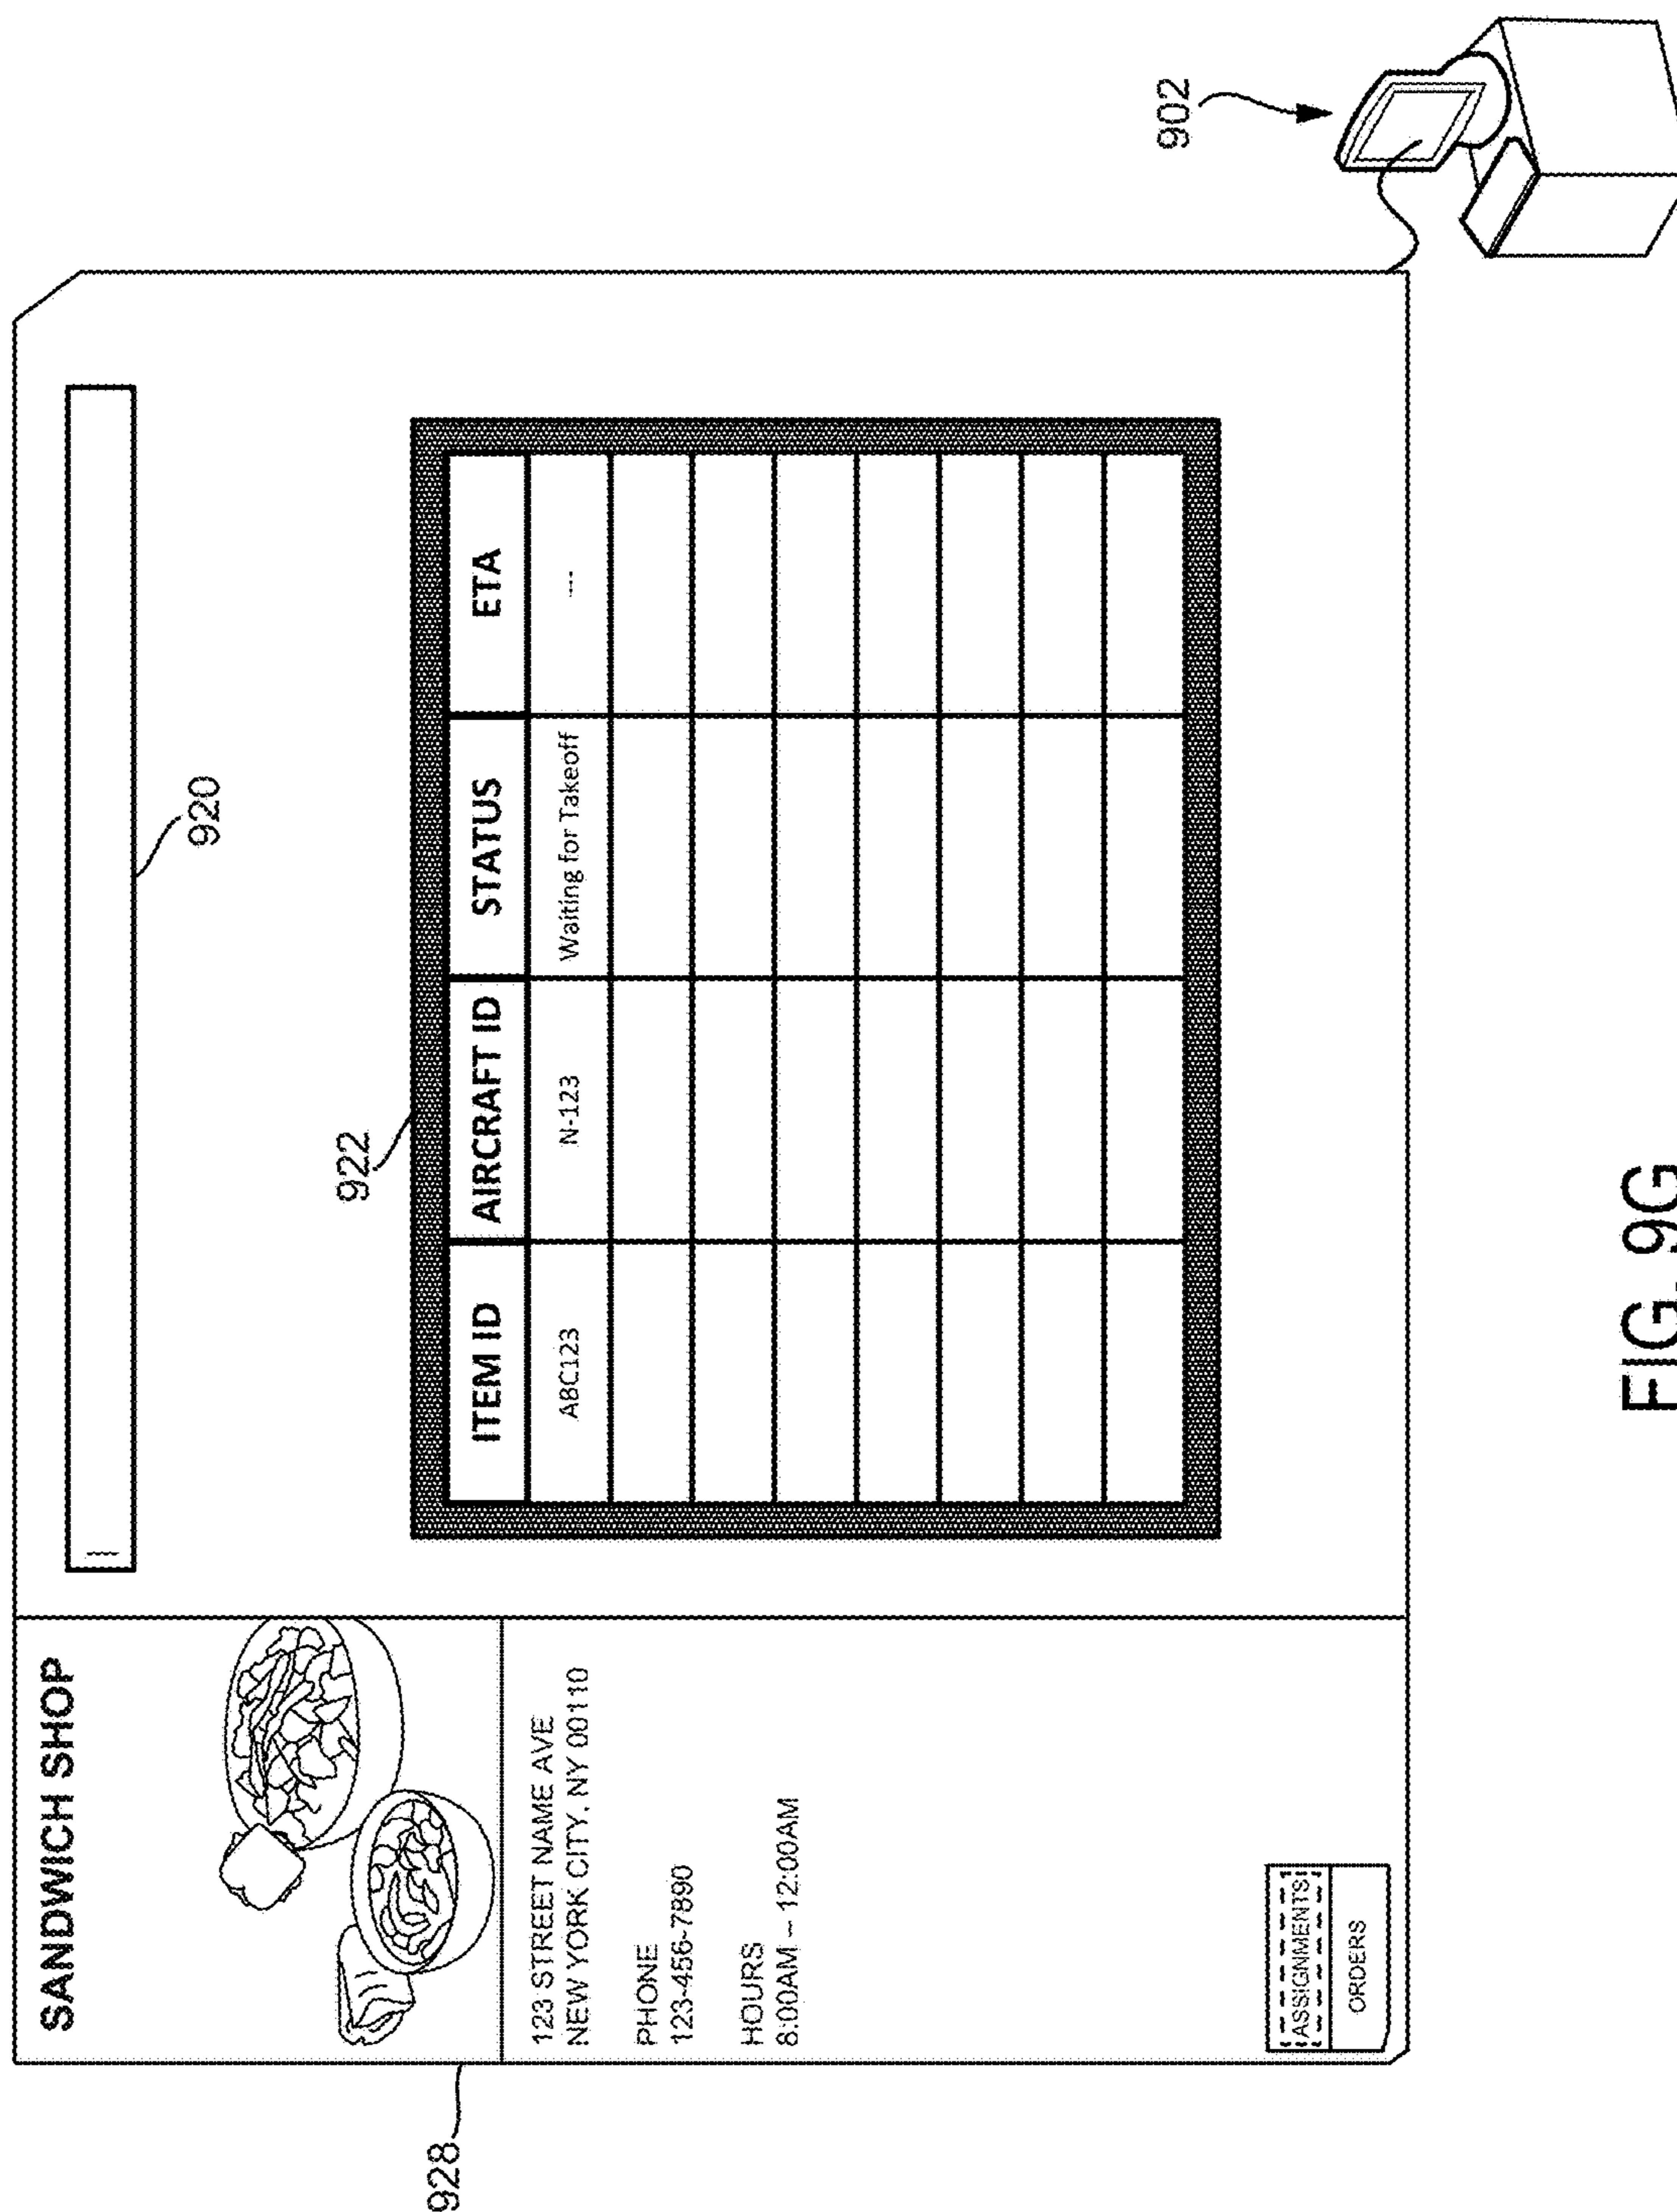 SANDWICH SHOP
123 STREET NAME AVE
NEW YORK CITY, NY 00110
PHONE
123-456-7890
HOURS
8:00AM – 12:00AM
ASSIGNMENTS
ORDERS
928
920
922
ITEM ID AIRCRAFT ID STATUS ETA
ABC123 N-123 Waiting for Takeoff ---
902
FIG. 9G